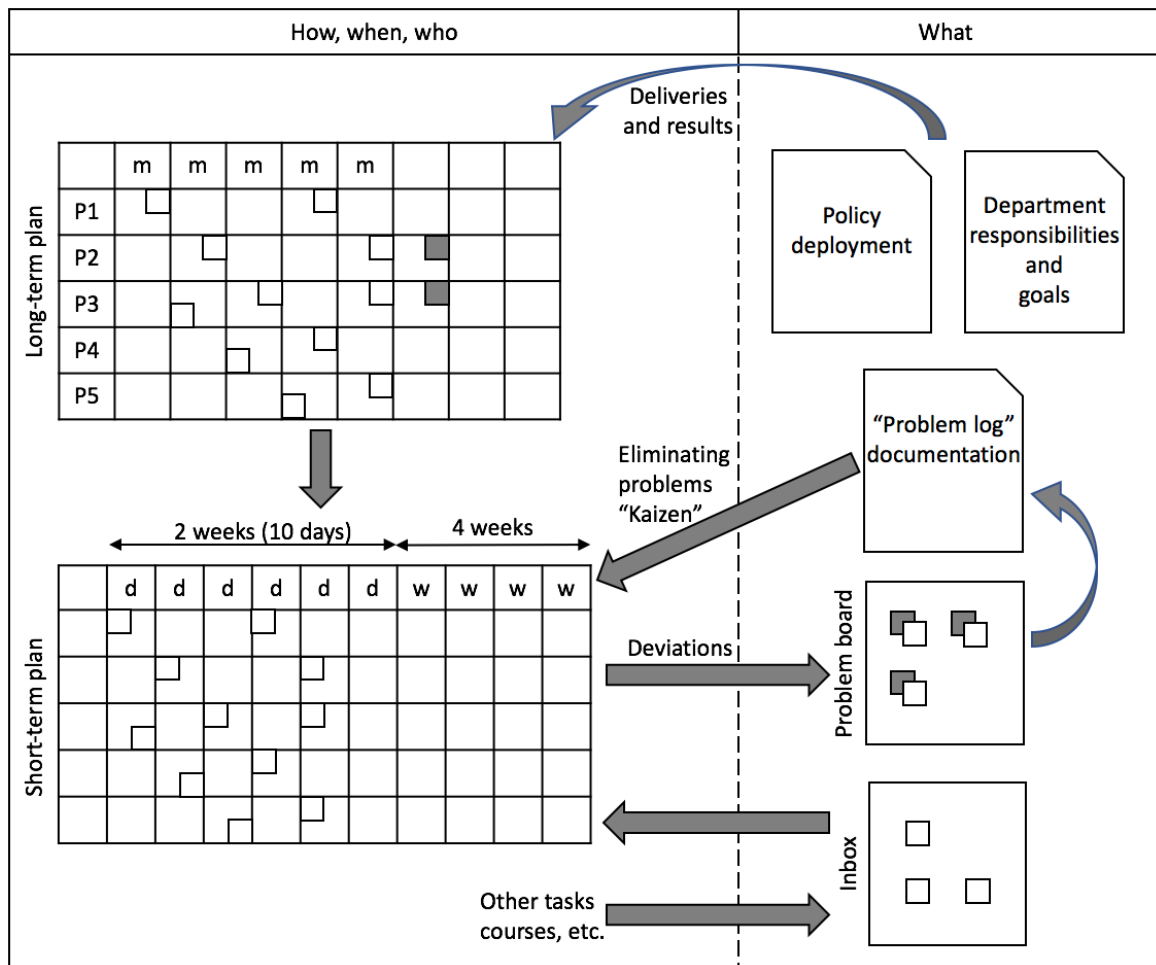 How, when, who
What
Deliveries
and results
Long-term plan
m m m m m
P1
P2
P3
P4
P5
Policy
deployment
Department
responsibilities
and
goals
“Problem log”
documentation
Eliminating
problems
“Kaizen”
2 weeks (10 days)
4 weeks
Short-term plan
d d d d d d w w w w
Deviations
Problem board
Inbox
Other tasks
courses, etc.